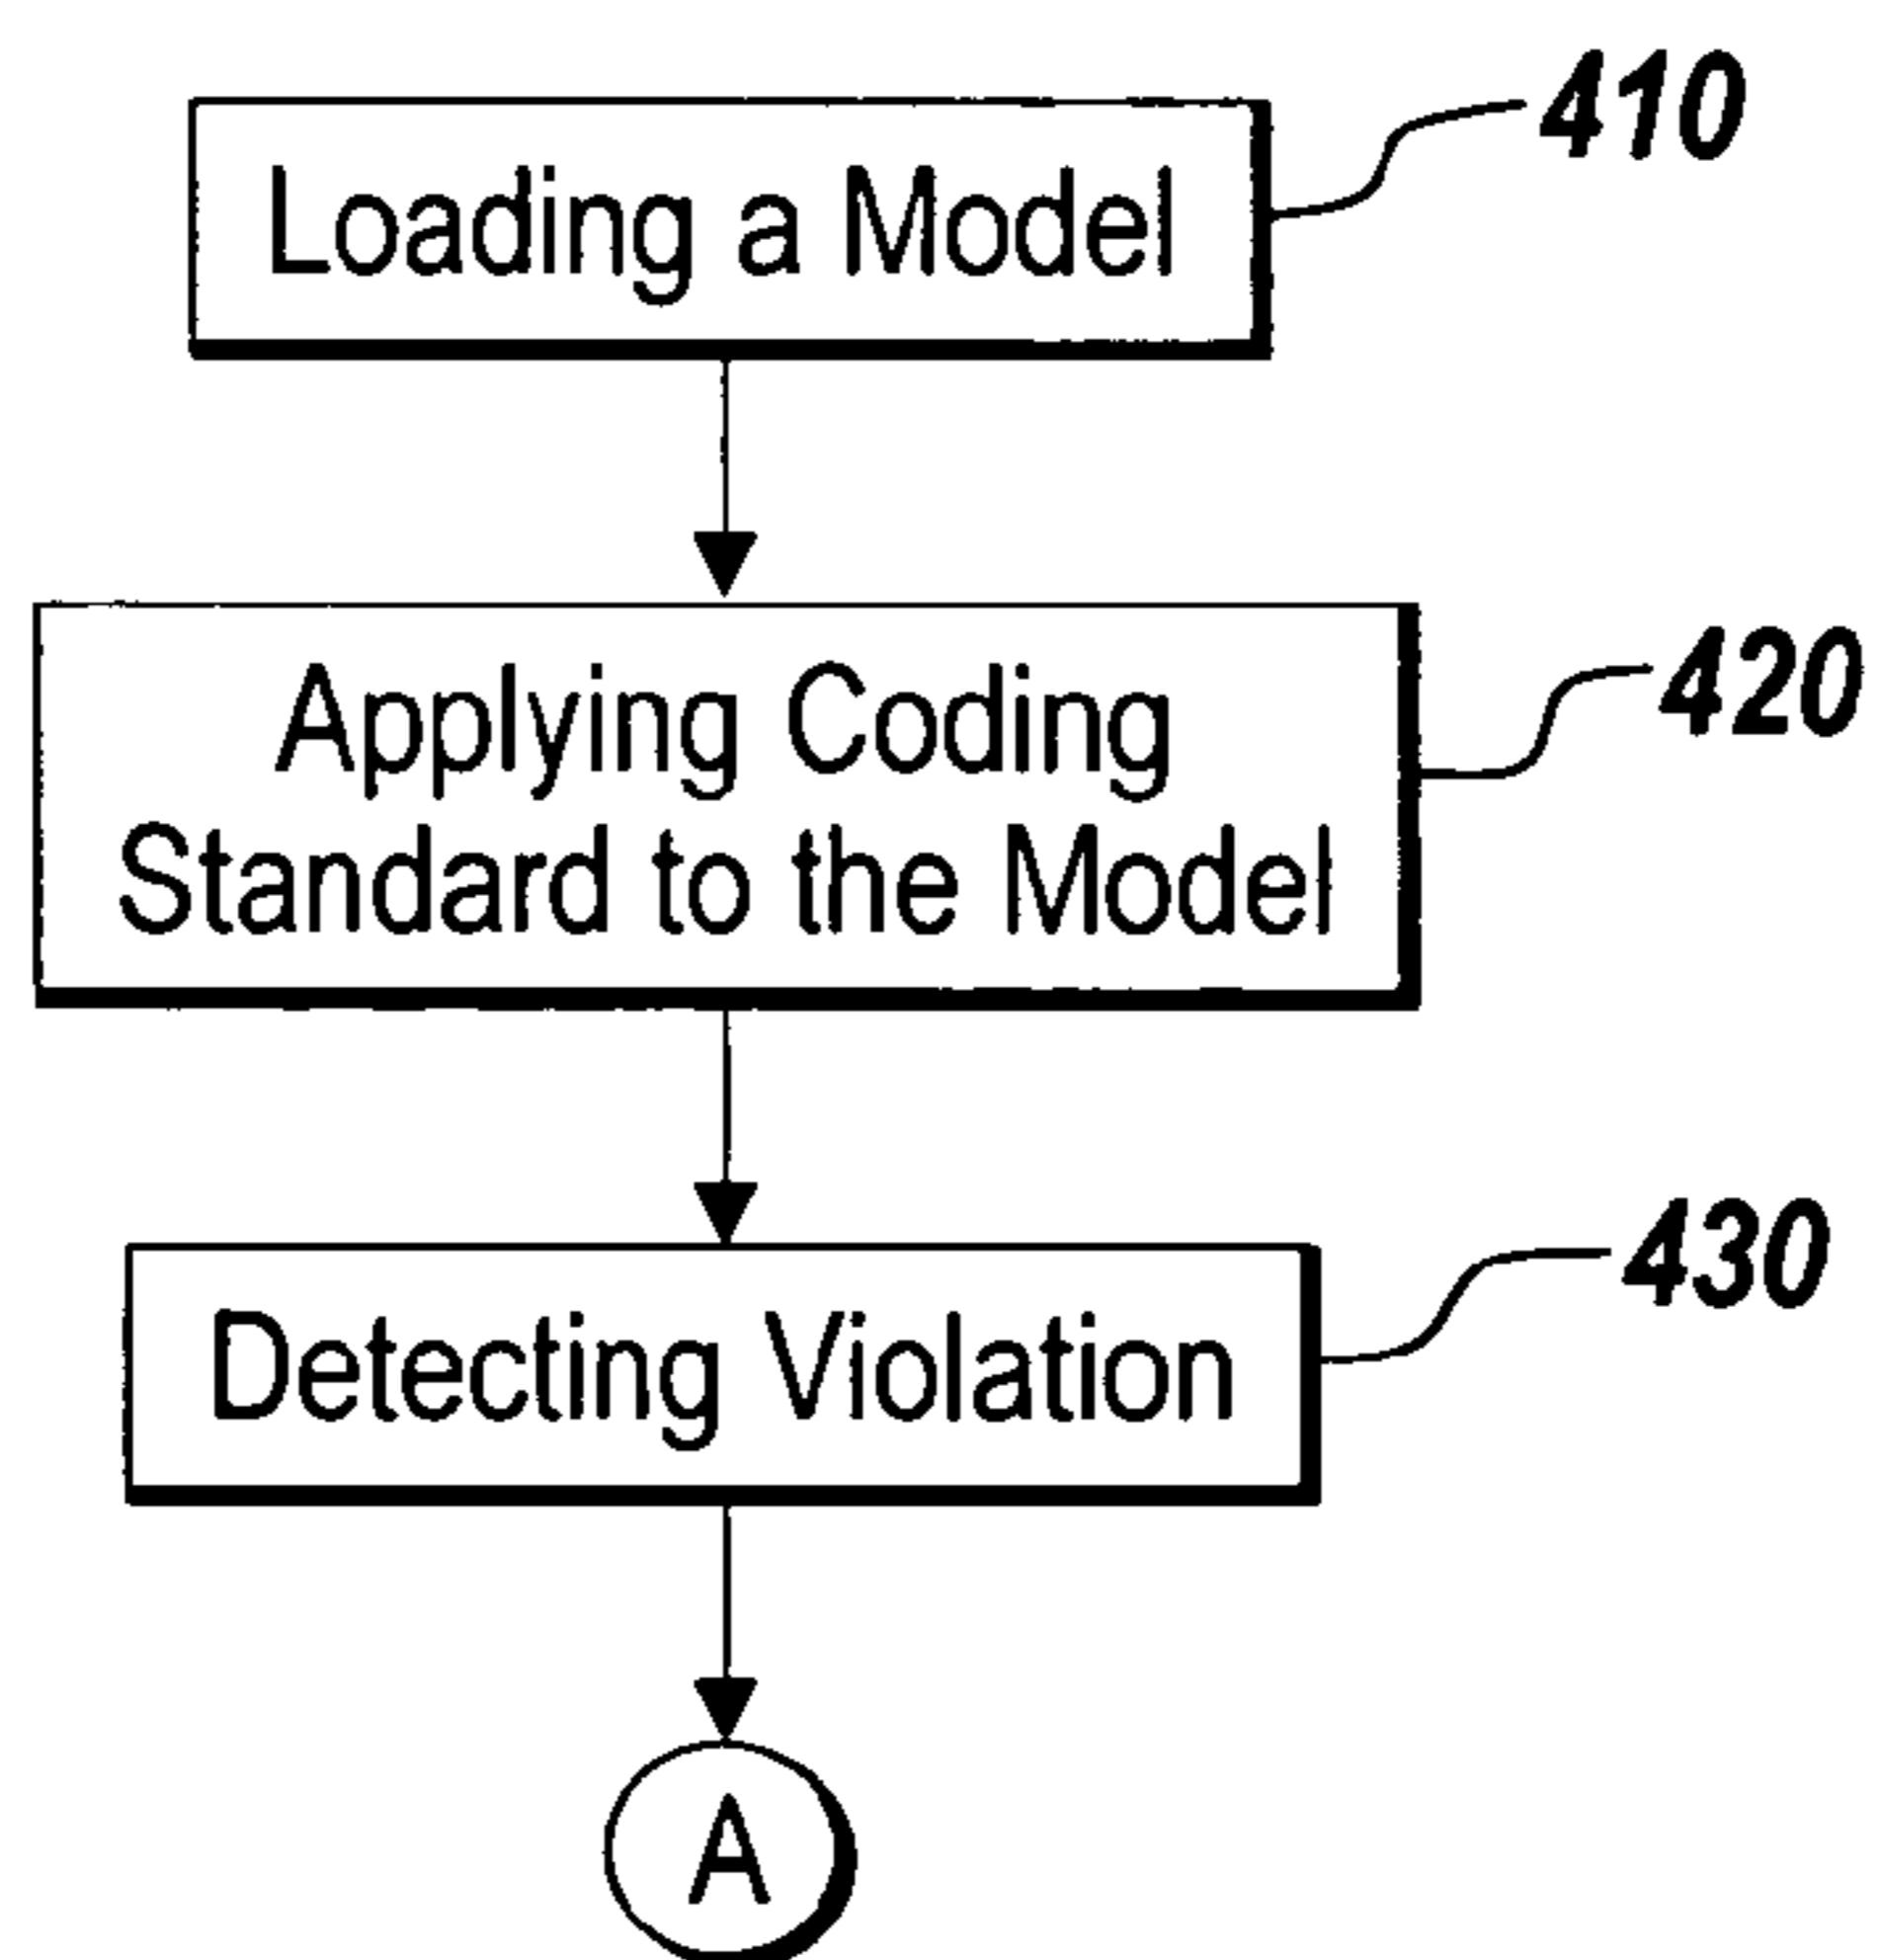 410
Loading a Model
420
Applying Coding
Standard to the Model
430
Detecting Violation
A